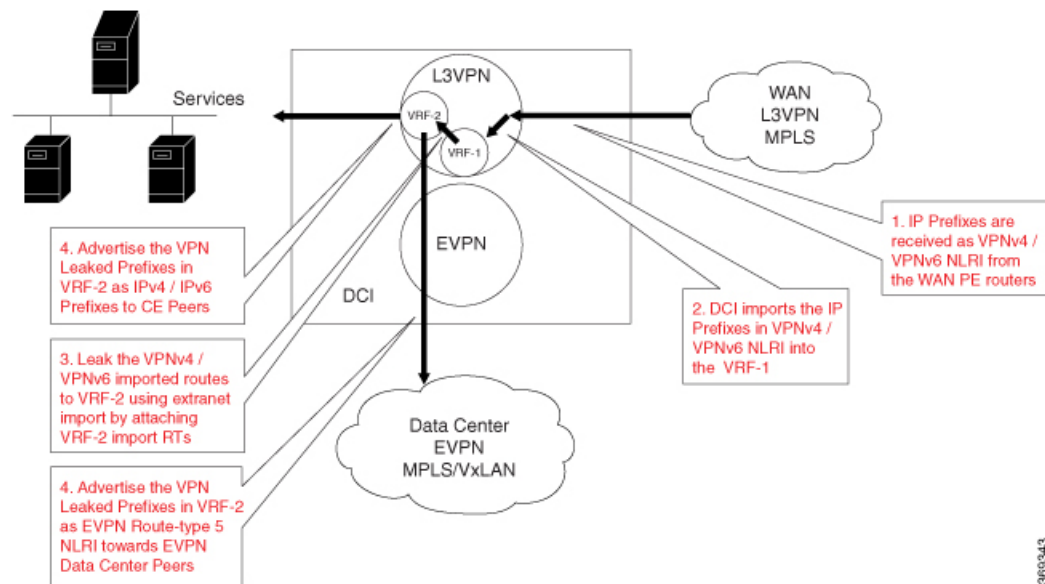 Services
L3VPN
VRF-2
VRF-1
EVPN
DCI
WAN
L3VPN
MPLS
1. IP Prefixes are
received as VPNv4 /
VPNv6 NLRI from
the WAN PE routers
2. DCI imports the IP
Prefixes in VPNv4 /
VPNv6 NLRI into
the VRF-1
4. Advertise the VPN
Leaked Prefixes in
VRF-2 as IPv4 / IPv6
Prefixes to CE Peers
3. Leak the VPNv4 /
VPNv6 imported routes
to VRF-2 using extranet
import by attaching
VRF-2 import RTs
4. Advertise the VPN
Leaked Prefixes in VRF-2
as EVPN Route-type 5
NLRI towards EVPN
Data Center Peers
Data Center
EVPN
MPLS/VxLAN
369343